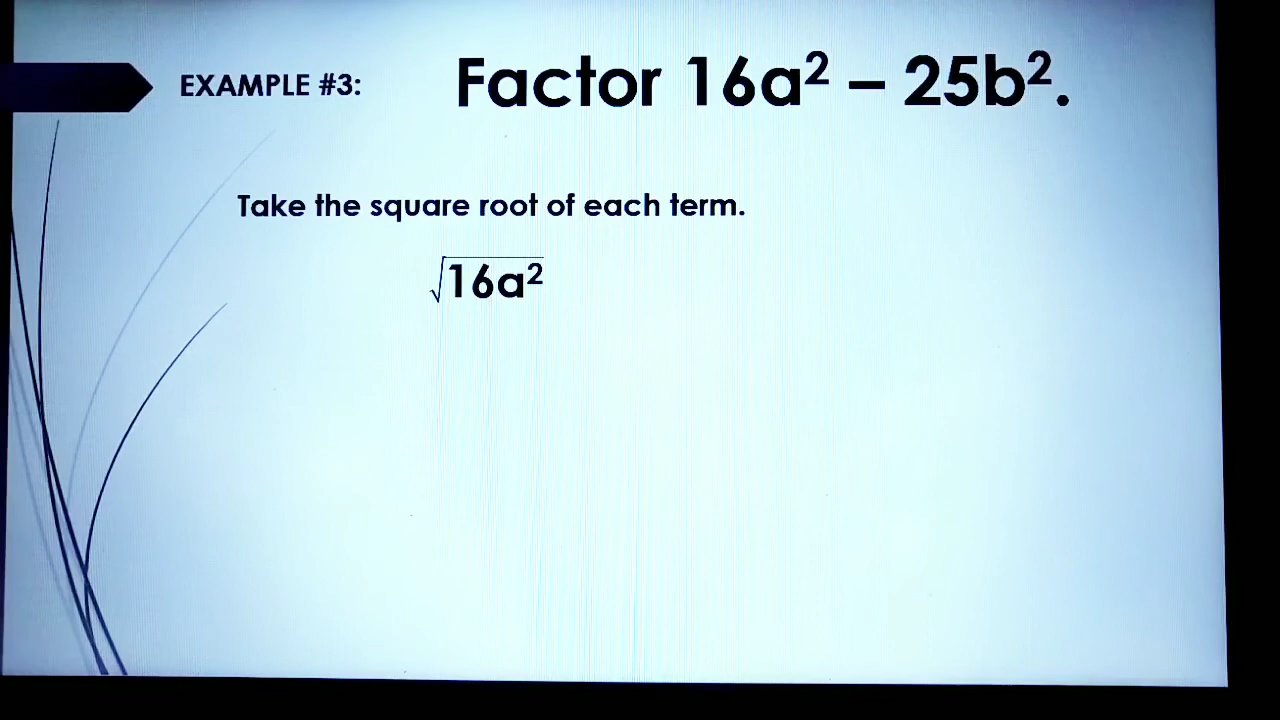 EXAMPLE #3:
Factor 16a² – 25b².
Take the square root of each term.
√16a²